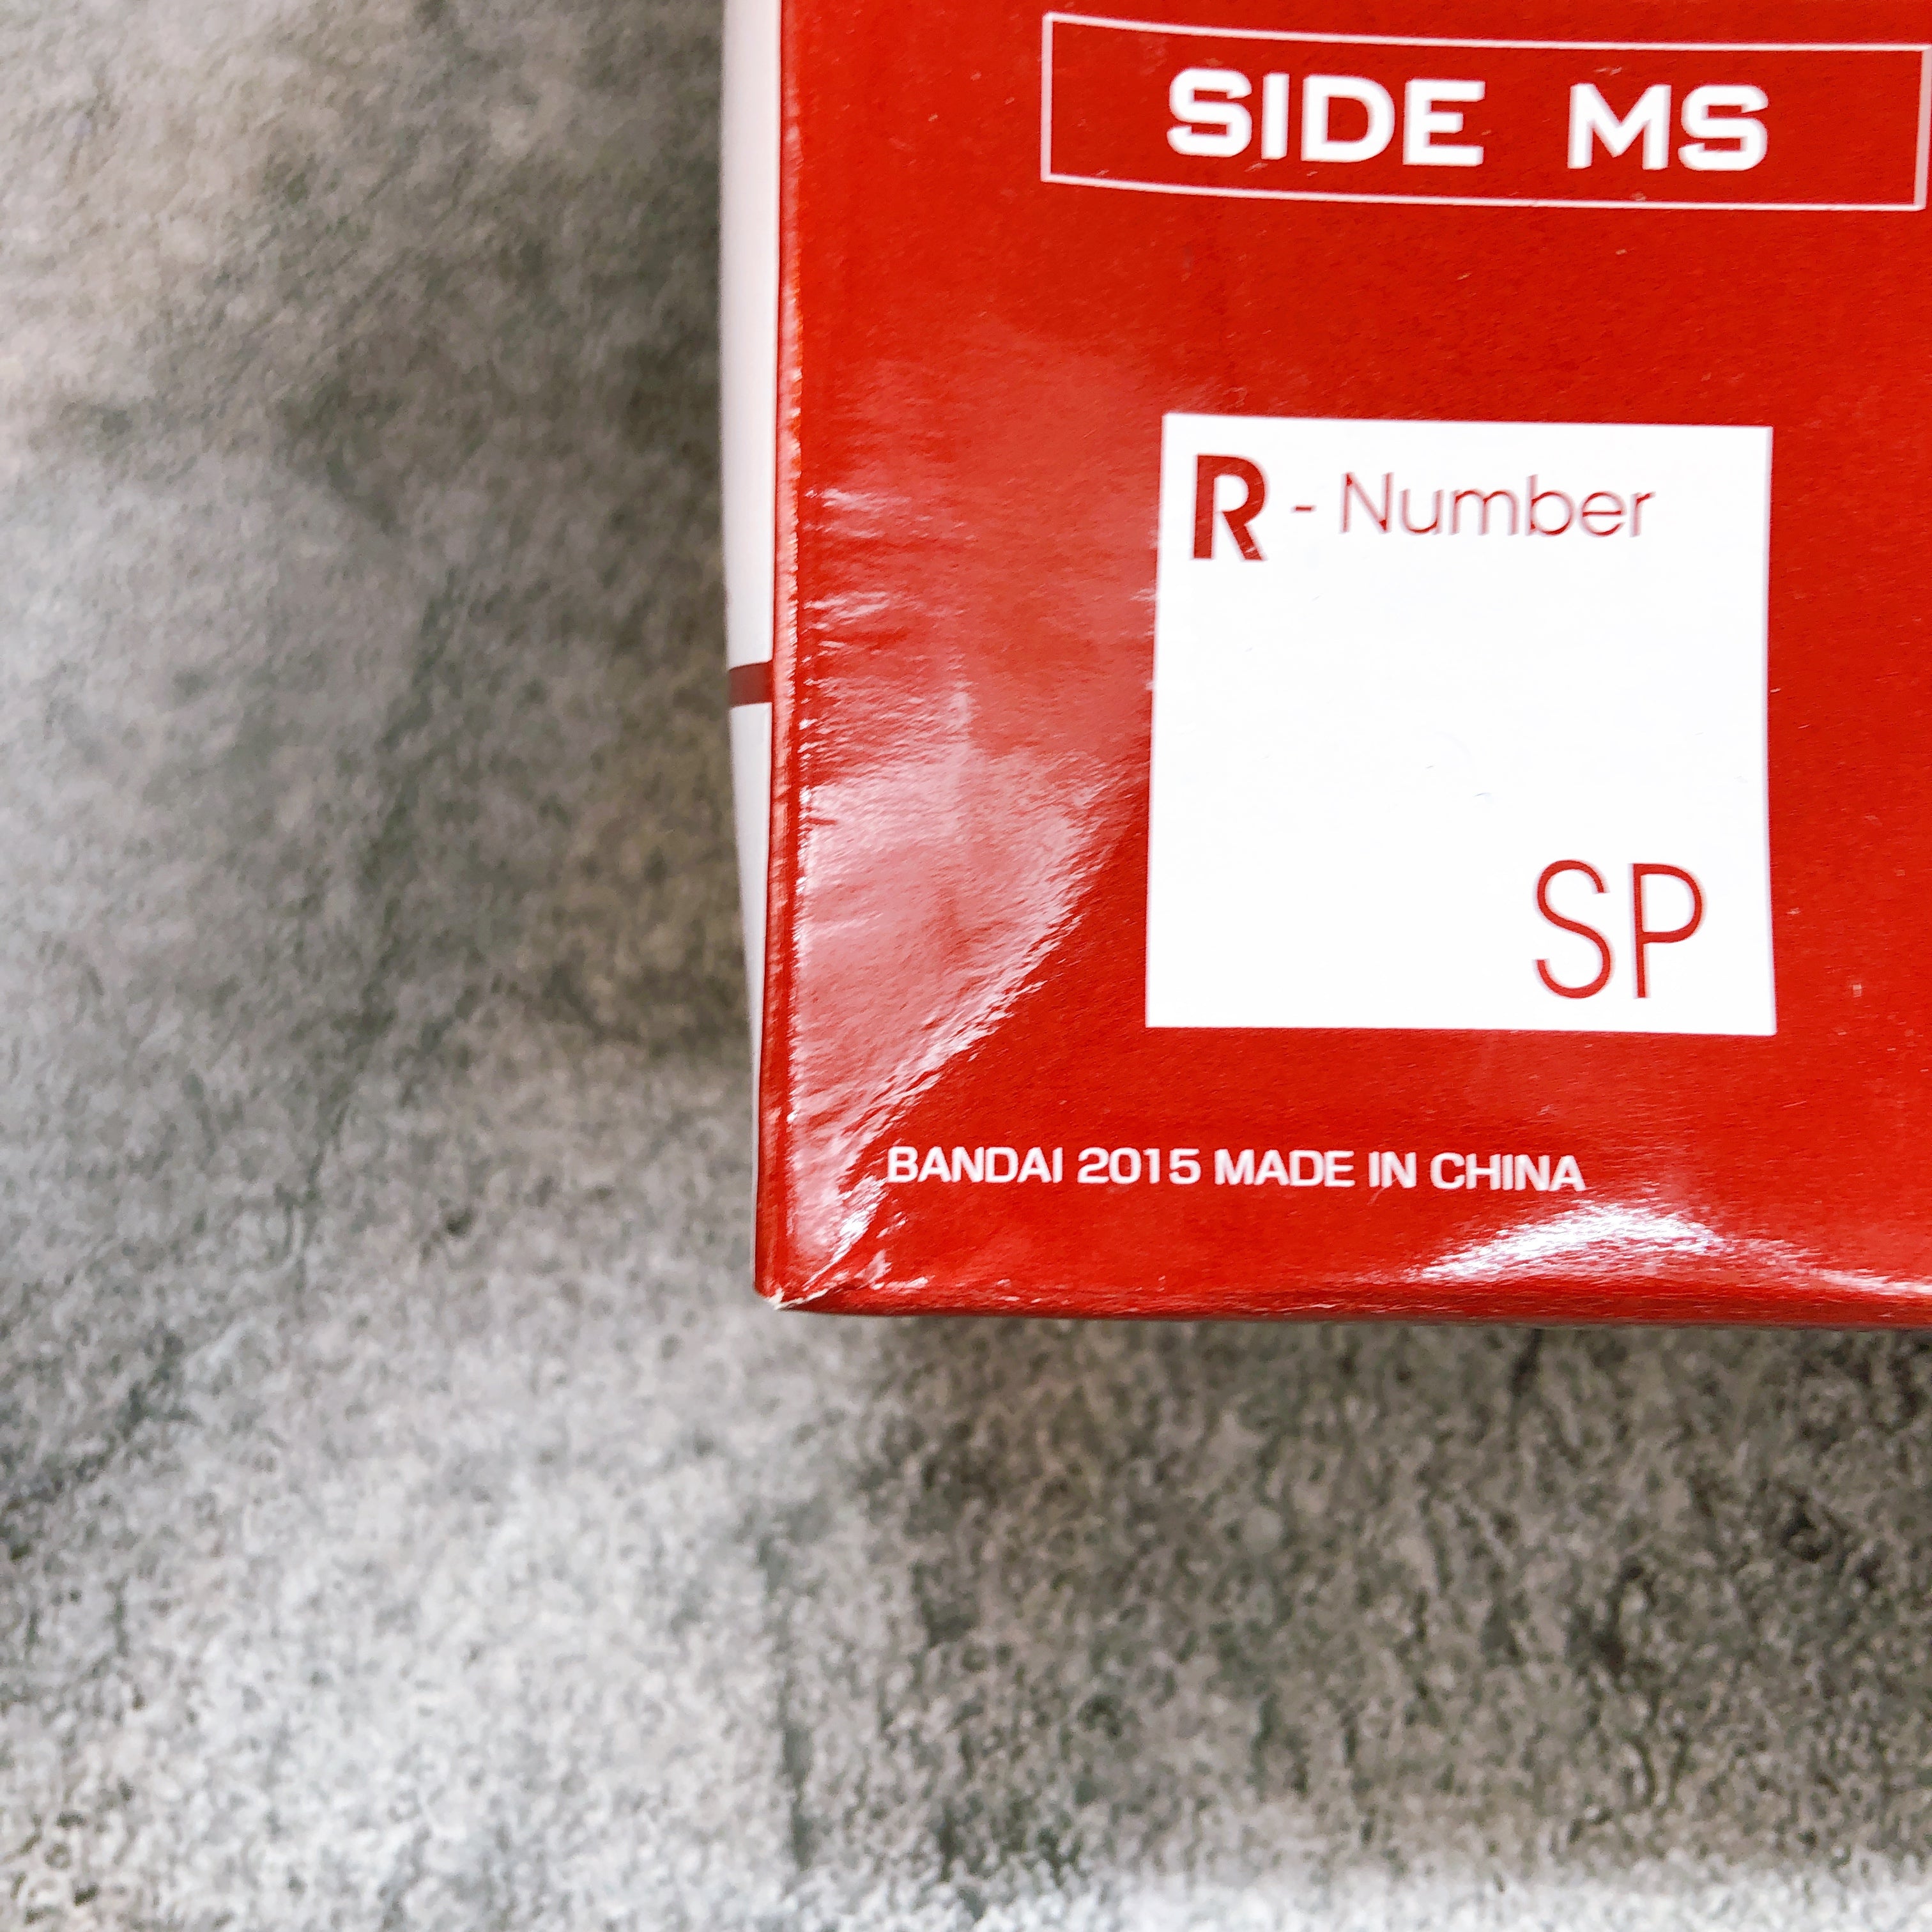 SIDE MS
R - Number
SP
BANDAI 2015 MADE IN CHINA